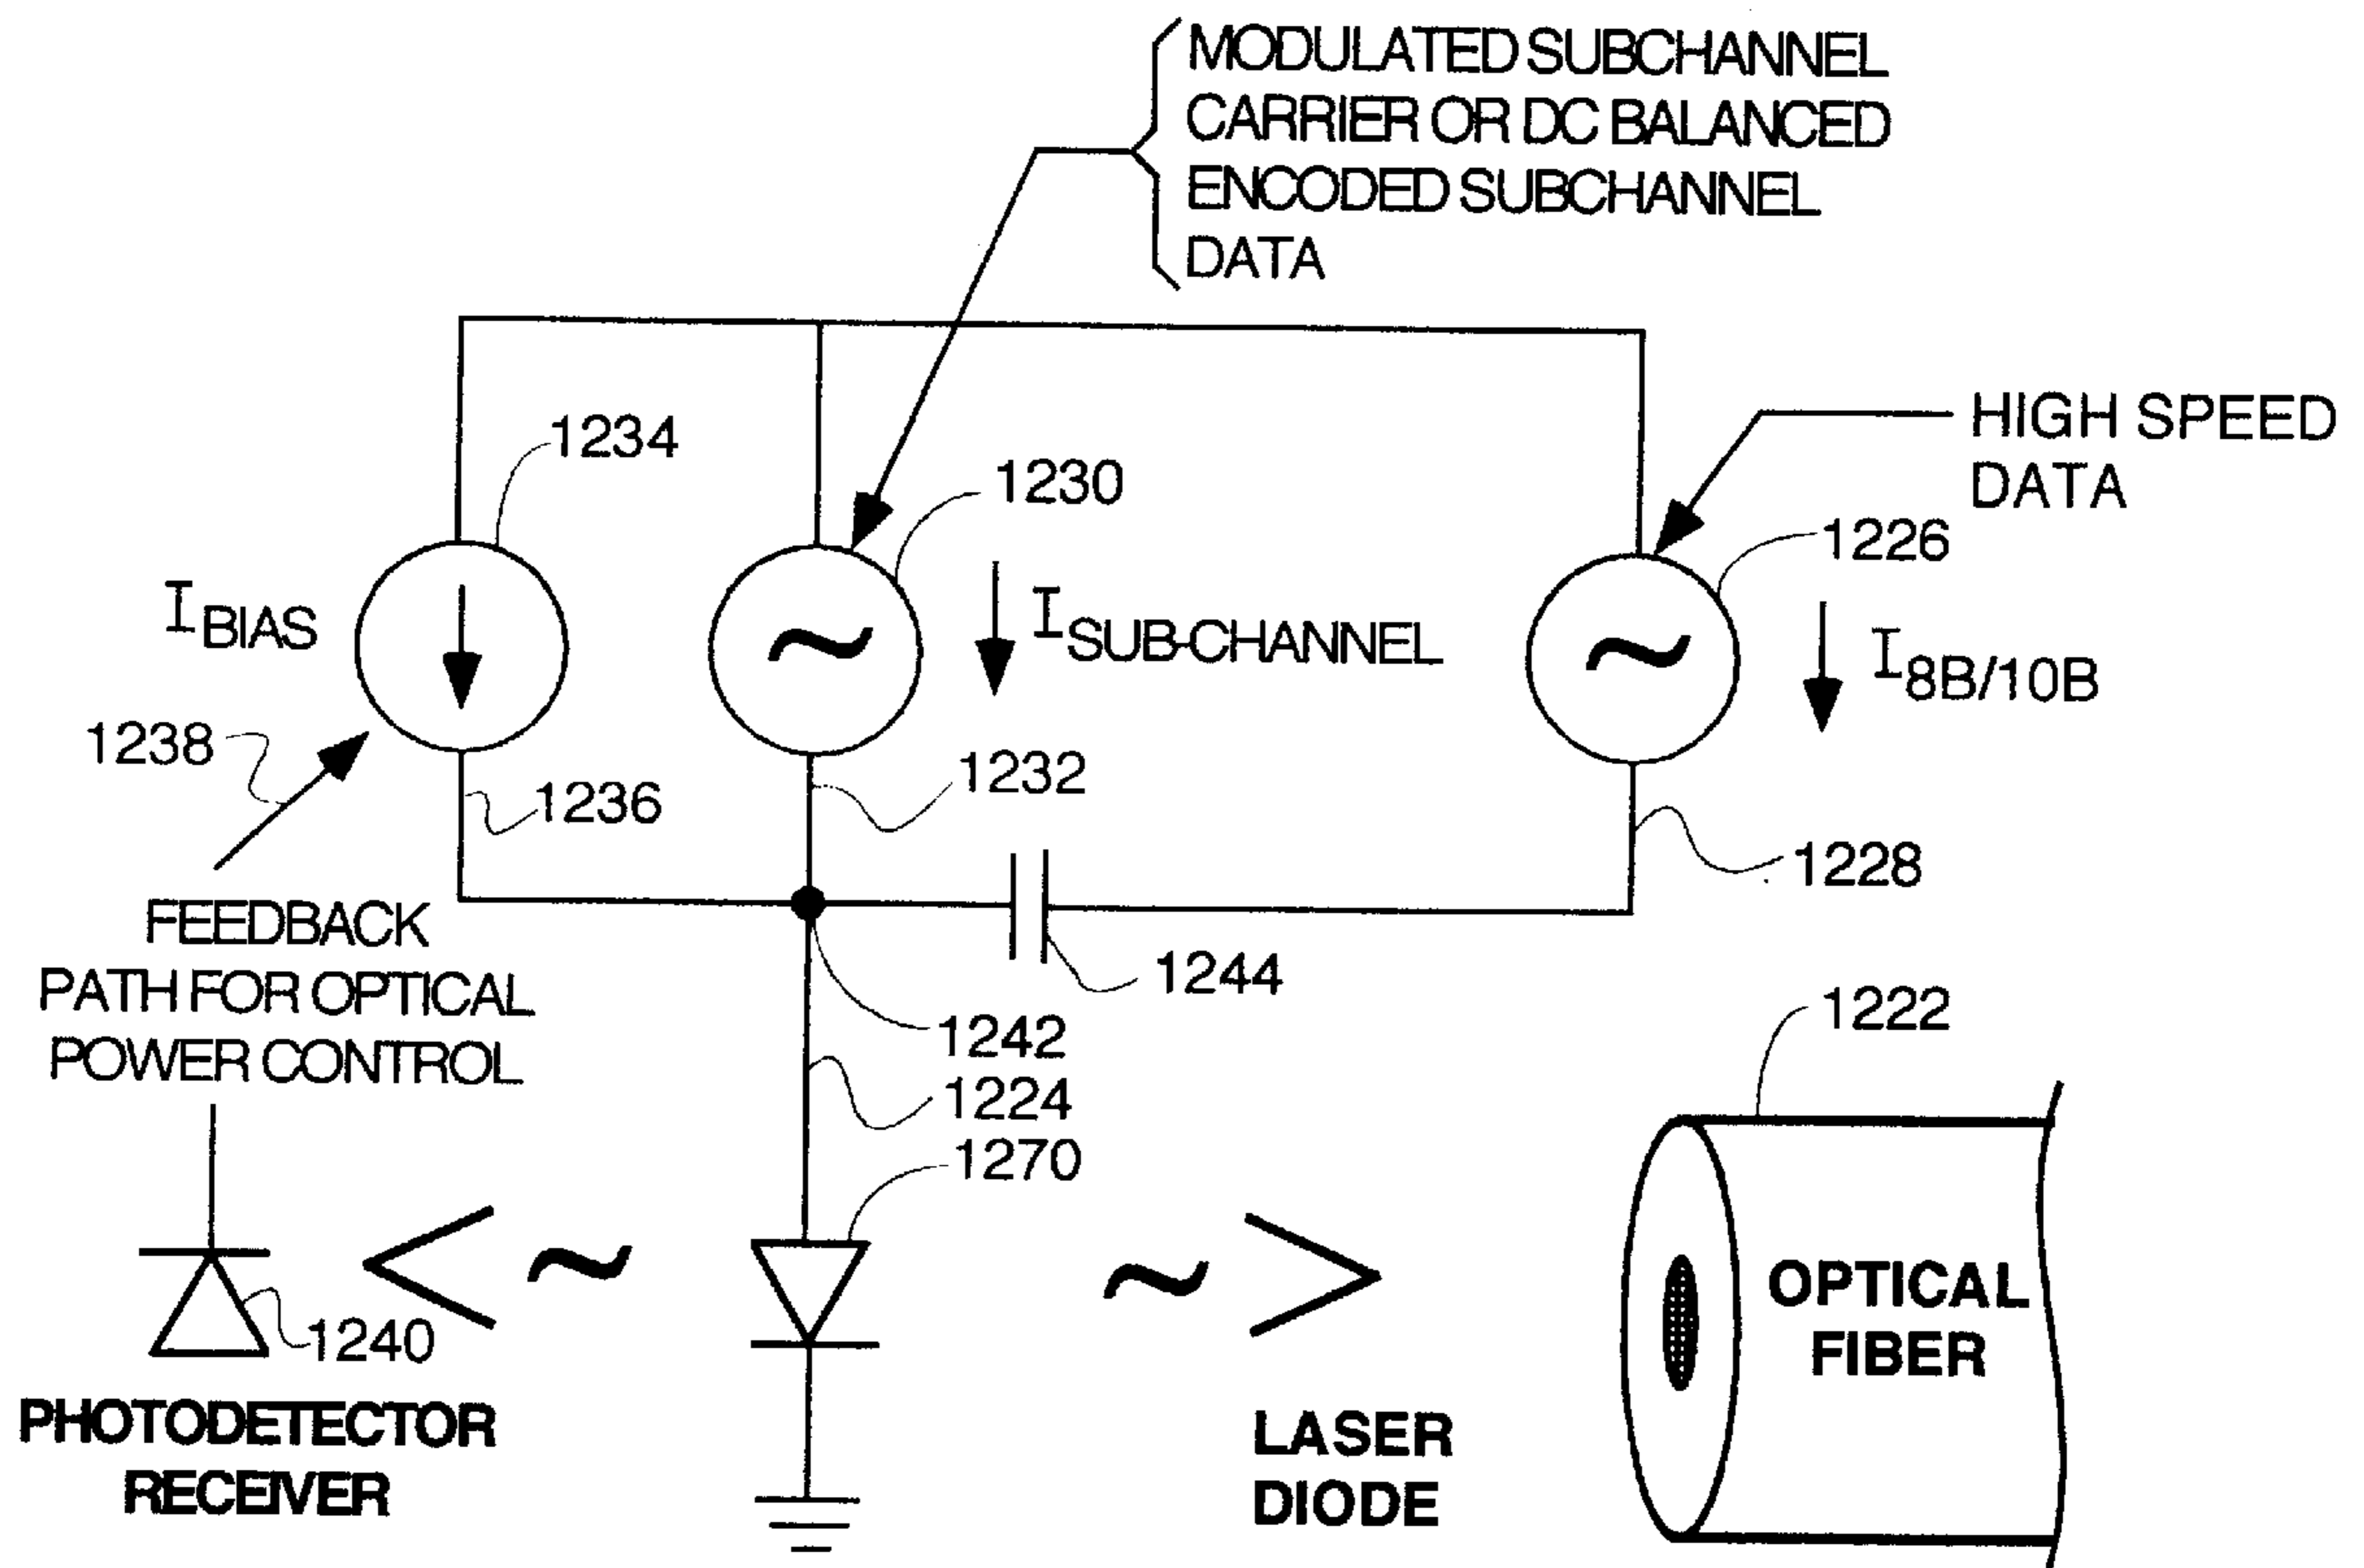 MODULATED SUBCHANNEL
CARRIER OR DC BALANCED
ENCODED SUBCHANNEL
DATA
HIGH SPEED
DATA
1234
1230
1226
IBIAS
ISUB-CHANNEL
I8B/10B
1238
1236
1232
1228
FEEDBACK
PATH FOR OPTICAL
POWER CONTROL
1244
1242
1224
1270
1222
1240
PHOTODETECTOR
RECEIVER
LASER
DIODE
OPTICAL
FIBER